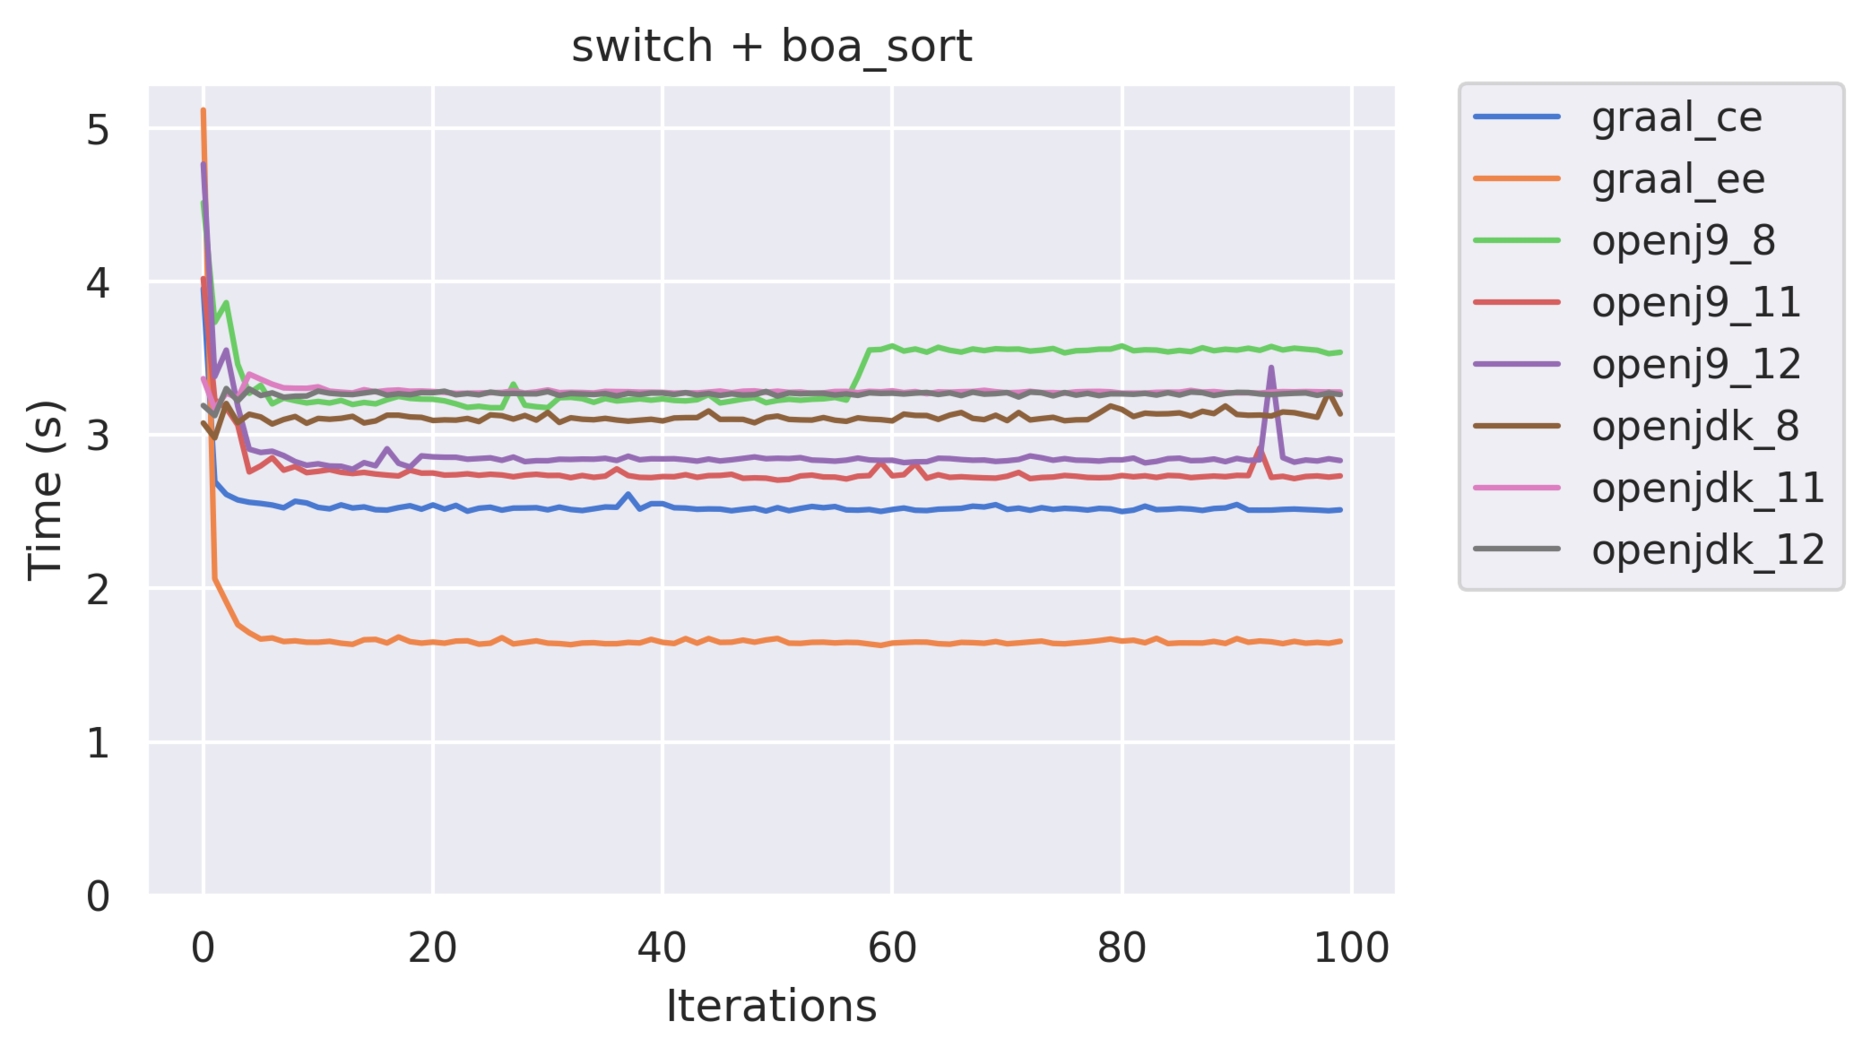 switch + boa_sort
5
4
3
2
1
0
Time (s)
0 20 40 60 80 100
Iterations
graal_ce
graal_ee
openj9_8
openj9_11
openj9_12
openjdk_8
openjdk_11
openjdk_12